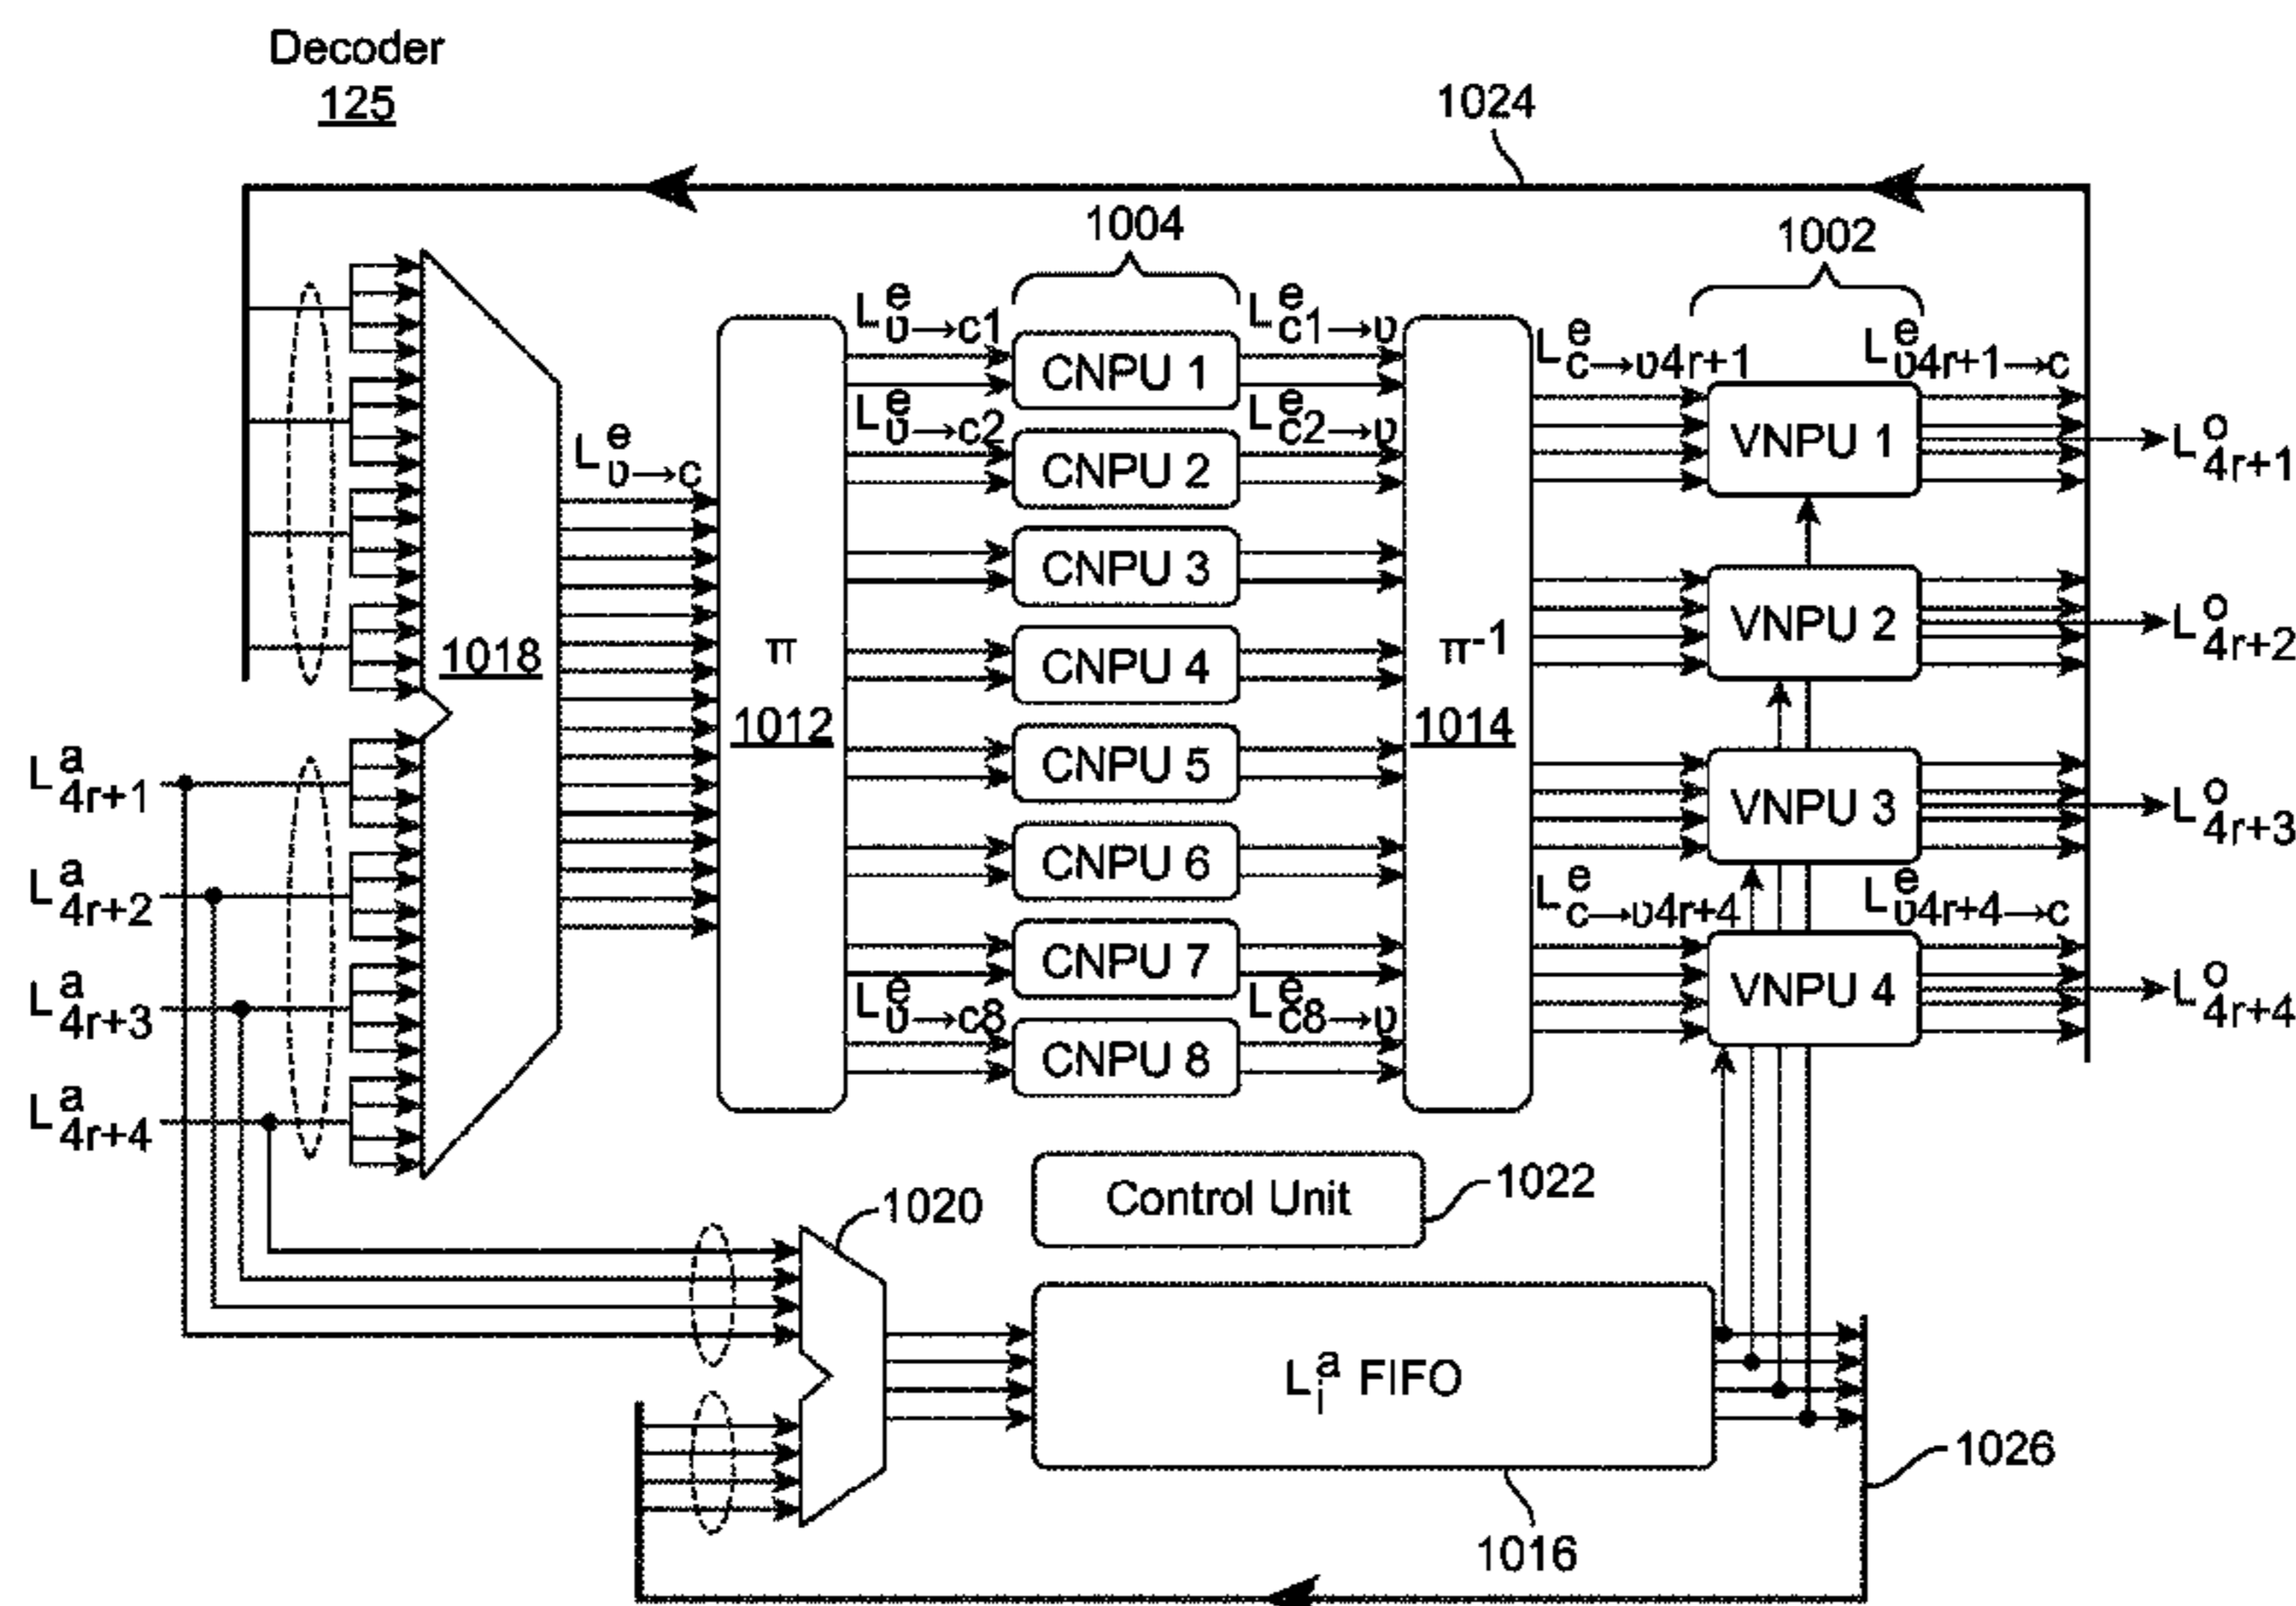 Decoder
125
1024
1004
1002
L^e_υ→c1
L^e_c1→υ
L^e_c→υ4r+1
L^e_υ4r+1→c
CNPU 1
L^e_υ→c2
L^e_c2→υ
L^e_υ→c
CNPU 2
VNPU 1
L^o_4r+1
CNPU 3
1018
π
CNPU 4
π-1
VNPU 2
L^o_4r+2
1012
1014
L^a_4r+1
CNPU 5
VNPU 3
L^o_4r+3
L^a_4r+2
CNPU 6
L^e_c→υ4r+4
L^e_υ4r+4→c
CNPU 7
L^a_4r+3
L^e_υ→c8
L^e_c8→υ
VNPU 4
L^o_4r+4
CNPU 8
L^a_4r+4
1020
Control Unit
1022
L^a_i FIFO
1026
1016